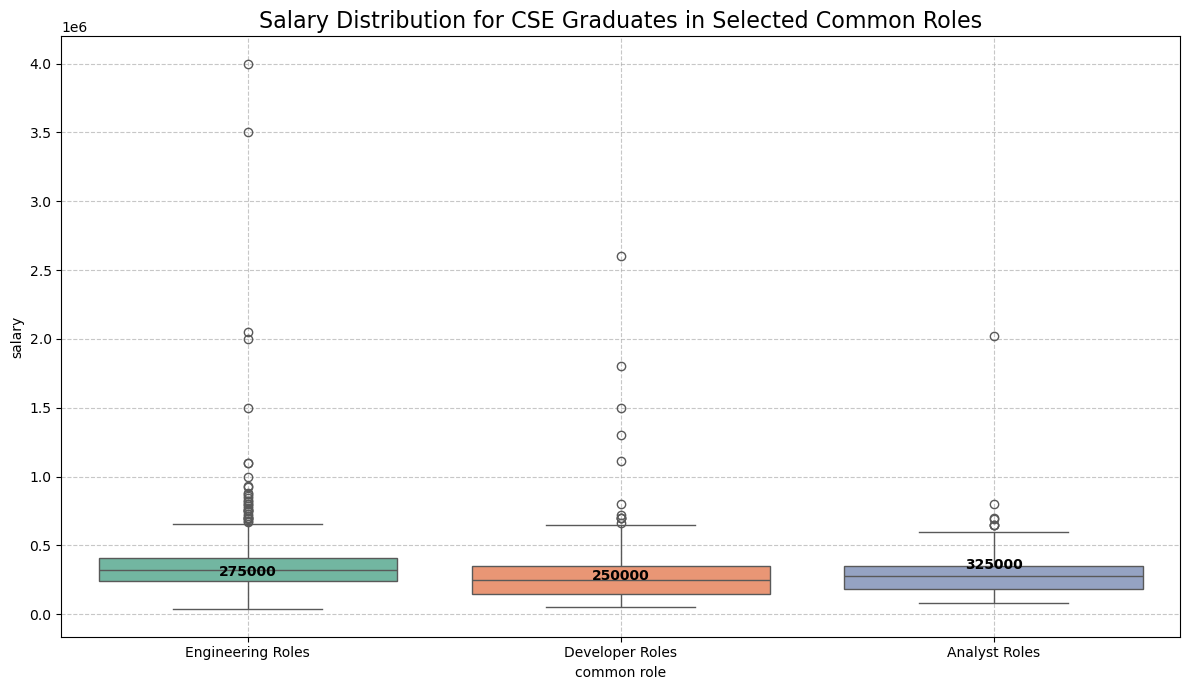 Salary Distribution for CSE Graduates in Selected Common Roles
1e6
4.0
3.5
3.0
2.5
2.0
1.5
1.0
0.5
0.0
salary
275000
250000
325000
Engineering Roles
Developer Roles
Analyst Roles
common role